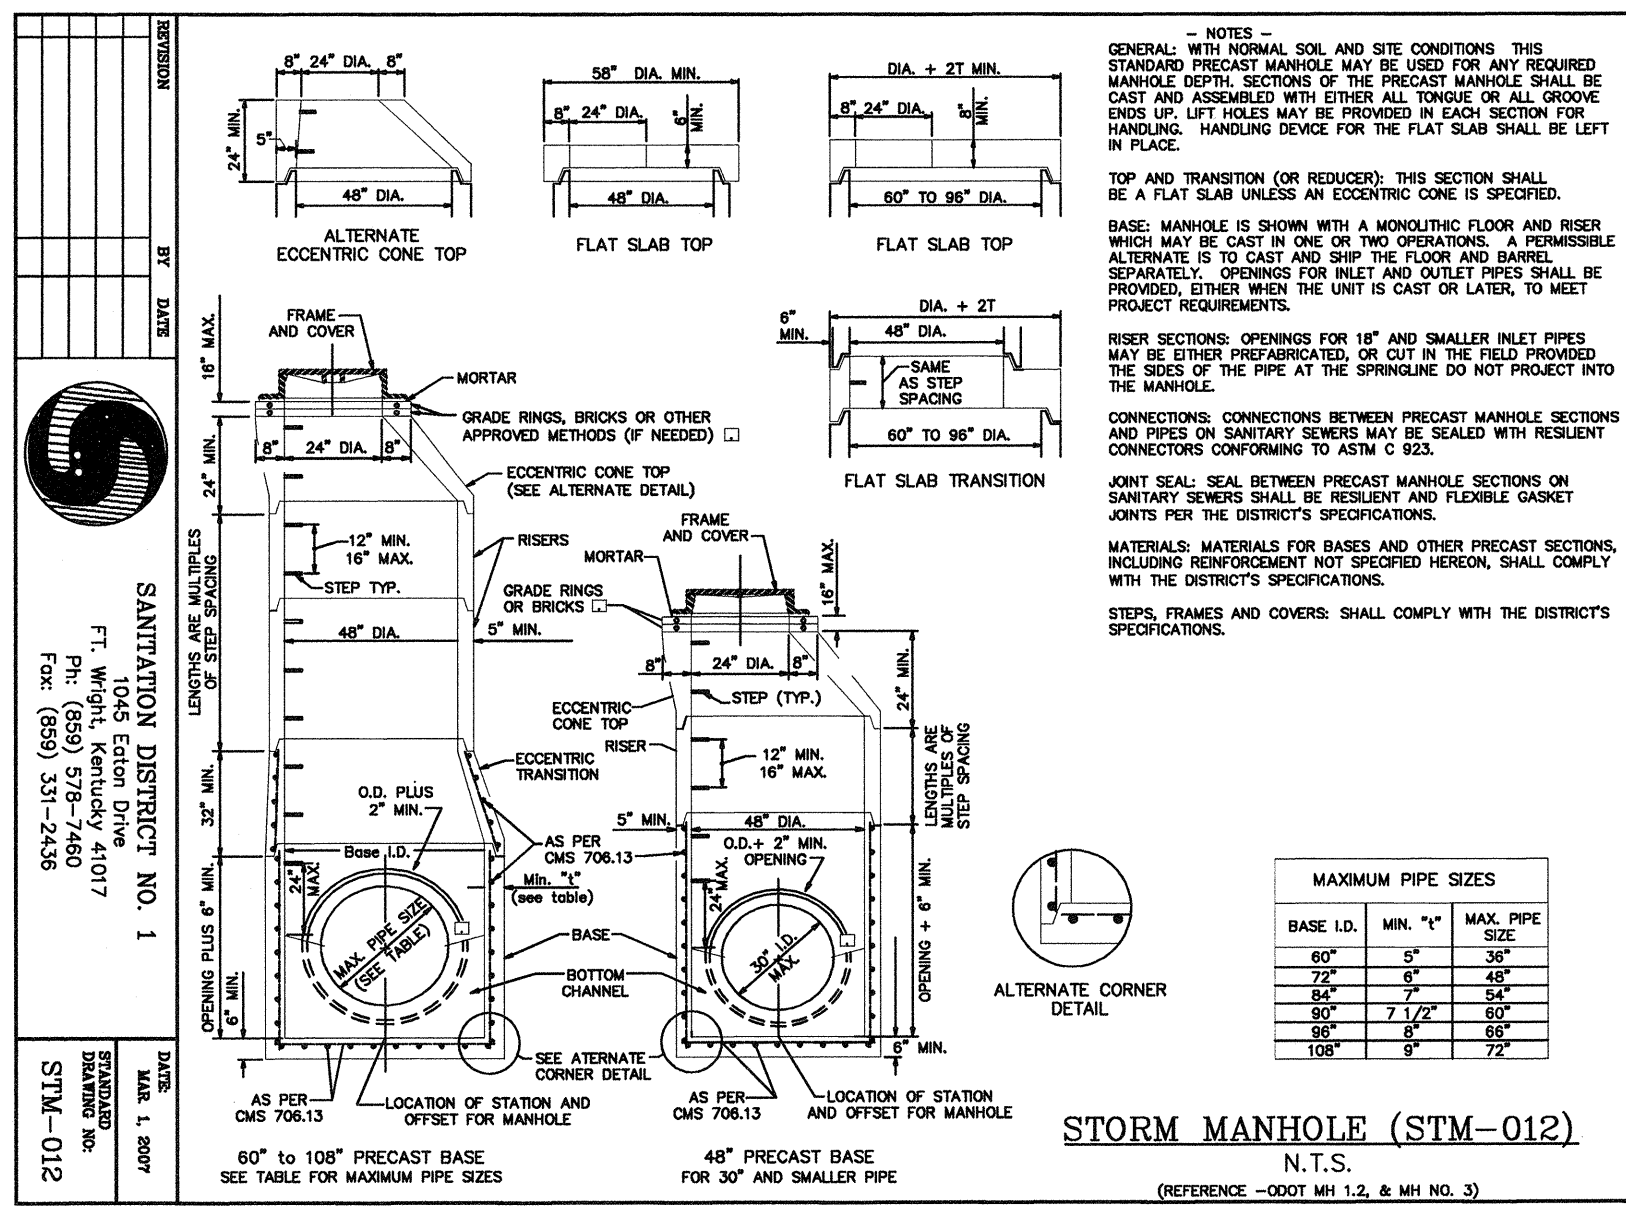 REVISION
BY
DATE
SANITATION DISTRICT NO. 1
1045 Eaton Drive
FT. Wright, Kentucky 41017
Ph: (859) 578-7460
Fax: (859) 331-2436
DATE:
MAR 1, 2007
STANDARD
DRAWING NO:
STM-012
8"
24" DIA.
8"
24" MIN.
5"
48" DIA.
ALTERNATE
ECCENTRIC CONE TOP
58" DIA. MIN.
8"
24" DIA.
6"
MIN.
48" DIA.
FLAT SLAB TOP
DIA. + 2T MIN.
8"
24" DIA.
8"
MIN.
60" TO 96" DIA.
FLAT SLAB TOP
DIA. + 2T
6"
MIN.
48" DIA.
SAME
AS STEP
SPACING
60" TO 96" DIA.
FLAT SLAB TRANSITION
16" MAX.
FRAME
AND COVER
MORTAR
GRADE RINGS, BRICKS OR OTHER
APPROVED METHODS (IF NEEDED)
24" MIN.
8"
24" DIA.
8"
ECCENTRIC CONE TOP
(SEE ALTERNATE DETAIL)
LENGTHS ARE MULTIPLES
OF STEP SPACING
12" MIN.
16" MAX.
STEP TYP.
RISERS
48" DIA.
5" MIN.
32" MIN.
ECCENTRIC
TRANSITION
O.D. PLUS
2" MIN.
AS PER
CMS 706.13
Base I.D.
24"
MAX.
Min. "t"
(see table)
OPENING PLUS 6" MIN.
MAX. PIPE SIZE
(SEE TABLE)
BASE
BOTTOM
CHANNEL
6" MIN.
SEE ATERNATE
CORNER DETAIL
AS PER
CMS 706.13
LOCATION OF STATION AND
OFFSET FOR MANHOLE
60" to 108" PRECAST BASE
SEE TABLE FOR MAXIMUM PIPE SIZES
FRAME
AND COVER
MORTAR
GRADE RINGS
OR BRICKS
16" MAX.
8"
24" DIA.
8"
24" MIN.
STEP (TYP.)
ECCENTRIC
CONE TOP
RISER
12" MIN.
16" MAX.
LENGTHS ARE
MULTIPLES OF
STEP SPACING
5" MIN.
48" DIA.
O.D.+ 2" MIN.
OPENING
24"
MAX.
30" I.D.
MAX.
OPENING + 6" MIN.
6" MIN.
AS PER
CMS 706.13
LOCATION OF STATION
AND OFFSET FOR MANHOLE
48" PRECAST BASE
FOR 30" AND SMALLER PIPE
ALTERNATE CORNER
DETAIL
- NOTES -
GENERAL: WITH NORMAL SOIL AND SITE CONDITIONS THIS
STANDARD PRECAST MANHOLE MAY BE USED FOR ANY REQUIRED
MANHOLE DEPTH. SECTIONS OF THE PRECAST MANHOLE SHALL BE
CAST AND ASSEMBLED WITH EITHER ALL TONGUE OR ALL GROOVE
ENDS UP. LIFT HOLES MAY BE PROVIDED IN EACH SECTION FOR
HANDLING. HANDLING DEVICE FOR THE FLAT SLAB SHALL BE LEFT
IN PLACE.
TOP AND TRANSITION (OR REDUCER): THIS SECTION SHALL
BE A FLAT SLAB UNLESS AN ECCENTRIC CONE IS SPECIFIED.
BASE: MANHOLE IS SHOWN WITH A MONOLITHIC FLOOR AND RISER
WHICH MAY BE CAST IN ONE OR TWO OPERATIONS. A PERMISSIBLE
ALTERNATE IS TO CAST AND SHIP THE FLOOR AND BARREL
SEPARATELY. OPENINGS FOR INLET AND OUTLET PIPES SHALL BE
PROVIDED, EITHER WHEN THE UNIT IS CAST OR LATER, TO MEET
PROJECT REQUIREMENTS.
RISER SECTIONS: OPENINGS FOR 18" AND SMALLER INLET PIPES
MAY BE EITHER PREFABRICATED, OR CUT IN THE FIELD PROVIDED
THE SIDES OF THE PIPE AT THE SPRINGLINE DO NOT PROJECT INTO
THE MANHOLE.
CONNECTIONS: CONNECTIONS BETWEEN PRECAST MANHOLE SECTIONS
AND PIPES ON SANITARY SEWERS MAY BE SEALED WITH RESILIENT
CONNECTORS CONFORMING TO ASTM C 923.
JOINT SEAL: SEAL BETWEEN PRECAST MANHOLE SECTIONS ON
SANITARY SEWERS SHALL BE RESILIENT AND FLEXIBLE GASKET
JOINTS PER THE DISTRICT'S SPECIFICATIONS.
MATERIALS: MATERIALS FOR BASES AND OTHER PRECAST SECTIONS,
INCLUDING REINFORCEMENT NOT SPECIFIED HEREON, SHALL COMPLY
WITH THE DISTRICT'S SPECIFICATIONS.
STEPS, FRAMES AND COVERS: SHALL COMPLY WITH THE DISTRICT'S
SPECIFICATIONS.
MAXIMUM PIPE SIZES
BASE I.D. MIN. "t" MAX. PIPE SIZE
60" 5" 36"
72" 6" 48"
84" 7" 54"
90" 7 1/2" 60"
96" 8" 66"
108" 9" 72"
STORM MANHOLE (STM-012)
N.T.S.
(REFERENCE -ODOT MH 1.2, & MH NO. 3)